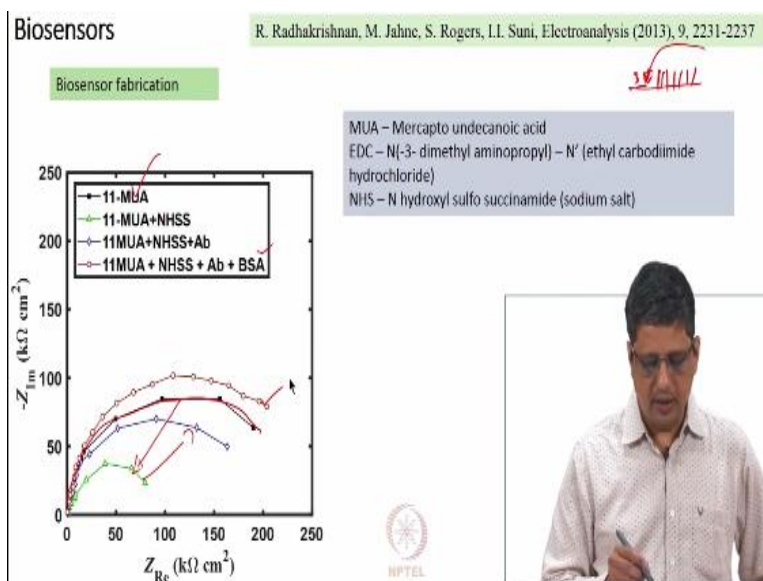 Biosensors
R. Radhakrishnan, M. Jahne, S. Rogers, I.I. Suni, Electroanalysis (2013), 9, 2231-2237
Biosensor fabrication
MUA – Mercapto undecanoic acid
EDC – N(-3- dimethyl aminopropyl) – N’ (ethyl carbodiimide
hydrochloride)
NHS – N hydroxyl sulfo succinamide (sodium salt)
11-MUA
11-MUA+NHSS
11MUA+NHSS+Ab
11MUA + NHSS + Ab + BSA
-Z_Im (kΩ cm²)
250
200
150
100
50
0
0 50 100 150 200 250
Z_Re (kΩ cm²)
NPTEL